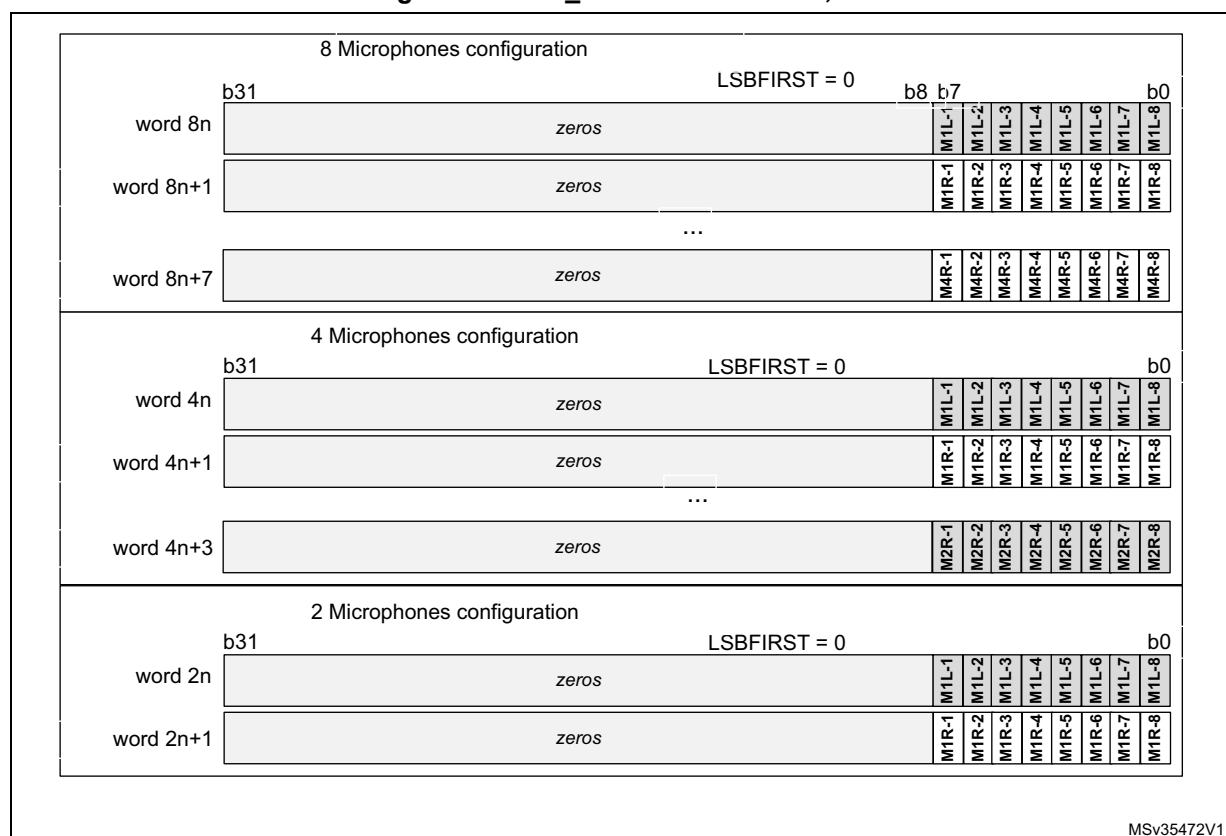 8 Microphones configuration
LSBFIRST = 0
b31 b8 b7 b0
word 8n zeros M1L-1 M1L-2 M1L-3 M1L-4 M1L-5 M1L-6 M1L-7 M1L-8
word 8n+1 zeros M1R-1 M1R-2 M1R-3 M1R-4 M1R-5 M1R-6 M1R-7 M1R-8
...
word 8n+7 zeros M4R-1 M4R-2 M4R-3 M4R-4 M4R-5 M4R-6 M4R-7 M4R-8
4 Microphones configuration
b31 LSBFIRST = 0 b0
word 4n zeros M1L-1 M1L-2 M1L-3 M1L-4 M1L-5 M1L-6 M1L-7 M1L-8
word 4n+1 zeros M1R-1 M1R-2 M1R-3 M1R-4 M1R-5 M1R-6 M1R-7 M1R-8
...
word 4n+3 zeros M2R-1 M2R-2 M2R-3 M2R-4 M2R-5 M2R-6 M2R-7 M2R-8
2 Microphones configuration
b31 LSBFIRST = 0 b0
word 2n zeros M1L-1 M1L-2 M1L-3 M1L-4 M1L-5 M1L-6 M1L-7 M1L-8
word 2n+1 zeros M1R-1 M1R-2 M1R-3 M1R-4 M1R-5 M1R-6 M1R-7 M1R-8
MSv35472V1